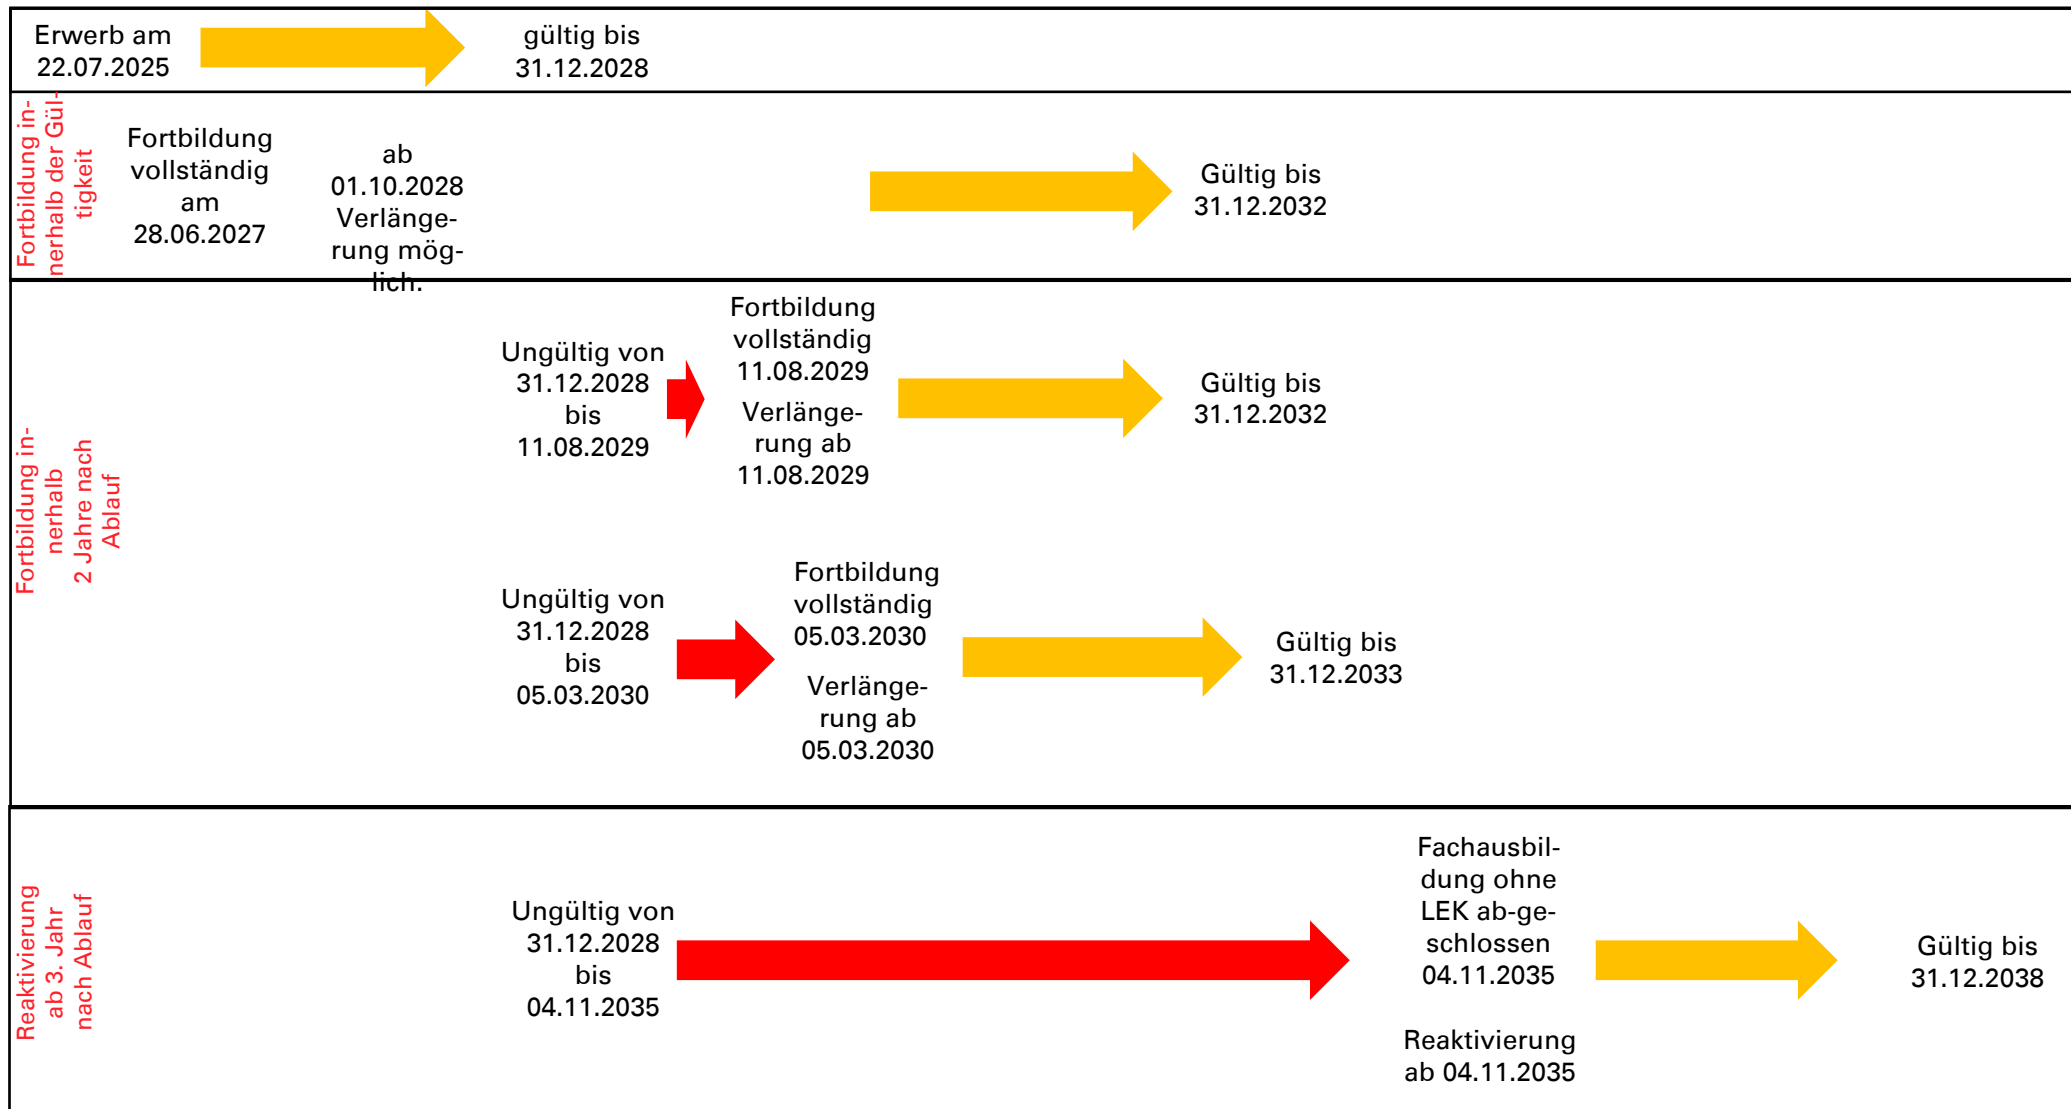 Erwerb am
22.07.2025
gültig bis
31.12.2028
Fortbildung in-
nerhalb der Gül-
tigkeit
Fortbildung
vollständig
am
28.06.2027
ab
01.10.2028
Verlänge-
rung mög-
lich.
Gültig bis
31.12.2032
Fortbildung in-
nerhalb
2 Jahre nach
Ablauf
Ungültig von
31.12.2028
bis
11.08.2029
Fortbildung
vollständig
11.08.2029
Verlänge-
rung ab
11.08.2029
Gültig bis
31.12.2032
Ungültig von
31.12.2028
bis
05.03.2030
Fortbildung
vollständig
05.03.2030
Verlänge-
rung ab
05.03.2030
Gültig bis
31.12.2033
Reaktivierung
ab 3. Jahr
nach Ablauf
Ungültig von
31.12.2028
bis
04.11.2035
Fachausbil-
dung ohne
LEK ab-ge-
schlossen
04.11.2035
Reaktivierung
ab 04.11.2035
Gültig bis
31.12.2038